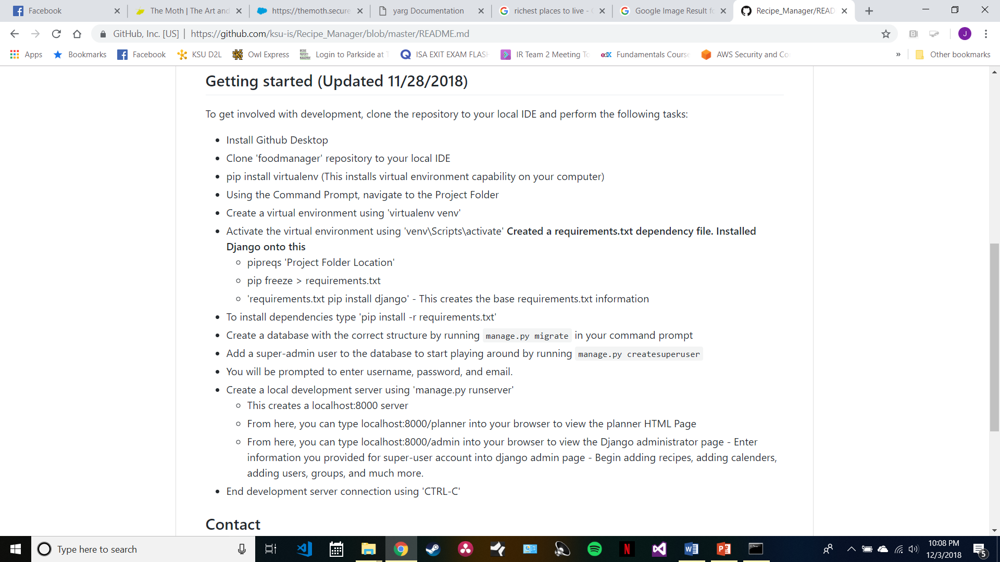 Facebook
The Moth | The Art and
https://themoth.secure
yarg Documentation
richest places to live -
Google Image Result fo
Recipe_Manager/READ
GitHub, Inc. [US] | https://github.com/ksu-is/Recipe_Manager/blob/master/README.md
J
Apps
Bookmarks
Facebook
KSU D2L
Owl Express
Login to Parkside at T
ISA EXIT EXAM FLASH
IR Team 2 Meeting To
edX
Fundamentals Course
AWS Security and Co
»
Other bookmarks
Getting started (Updated 11/28/2018)
To get involved with development, clone the repository to your local IDE and perform the following tasks:
• Install Github Desktop
• Clone 'foodmanager' repository to your local IDE
• pip install virtualenv (This installs virtual environment capability on your computer)
• Using the Command Prompt, navigate to the Project Folder
• Create a virtual environment using 'virtualenv venv'
• Activate the virtual environment using 'venv\Scripts\activate' Created a requirements.txt dependency file. Installed
Django onto this
◦ pipreqs 'Project Folder Location'
◦ pip freeze > requirements.txt
◦ 'requirements.txt pip install django' - This creates the base requirements.txt information
• To install dependencies type 'pip install -r requirements.txt'
• Create a database with the correct structure by running manage.py migrate in your command prompt
• Add a super-admin user to the database to start playing around by running manage.py createsuperuser
• You will be prompted to enter username, password, and email.
• Create a local development server using 'manage.py runserver'
◦ This creates a localhost:8000 server
◦ From here, you can type localhost:8000/planner into your browser to view the planner HTML Page
◦ From here, you can type localhost:8000/admin into your browser to view the Django administrator page - Enter
information you provided for super-user account into django admin page - Begin adding recipes, adding calenders,
adding users, groups, and much more.
• End development server connection using 'CTRL-C'
Contact
Type here to search
10:08 PM
12/3/2018
5